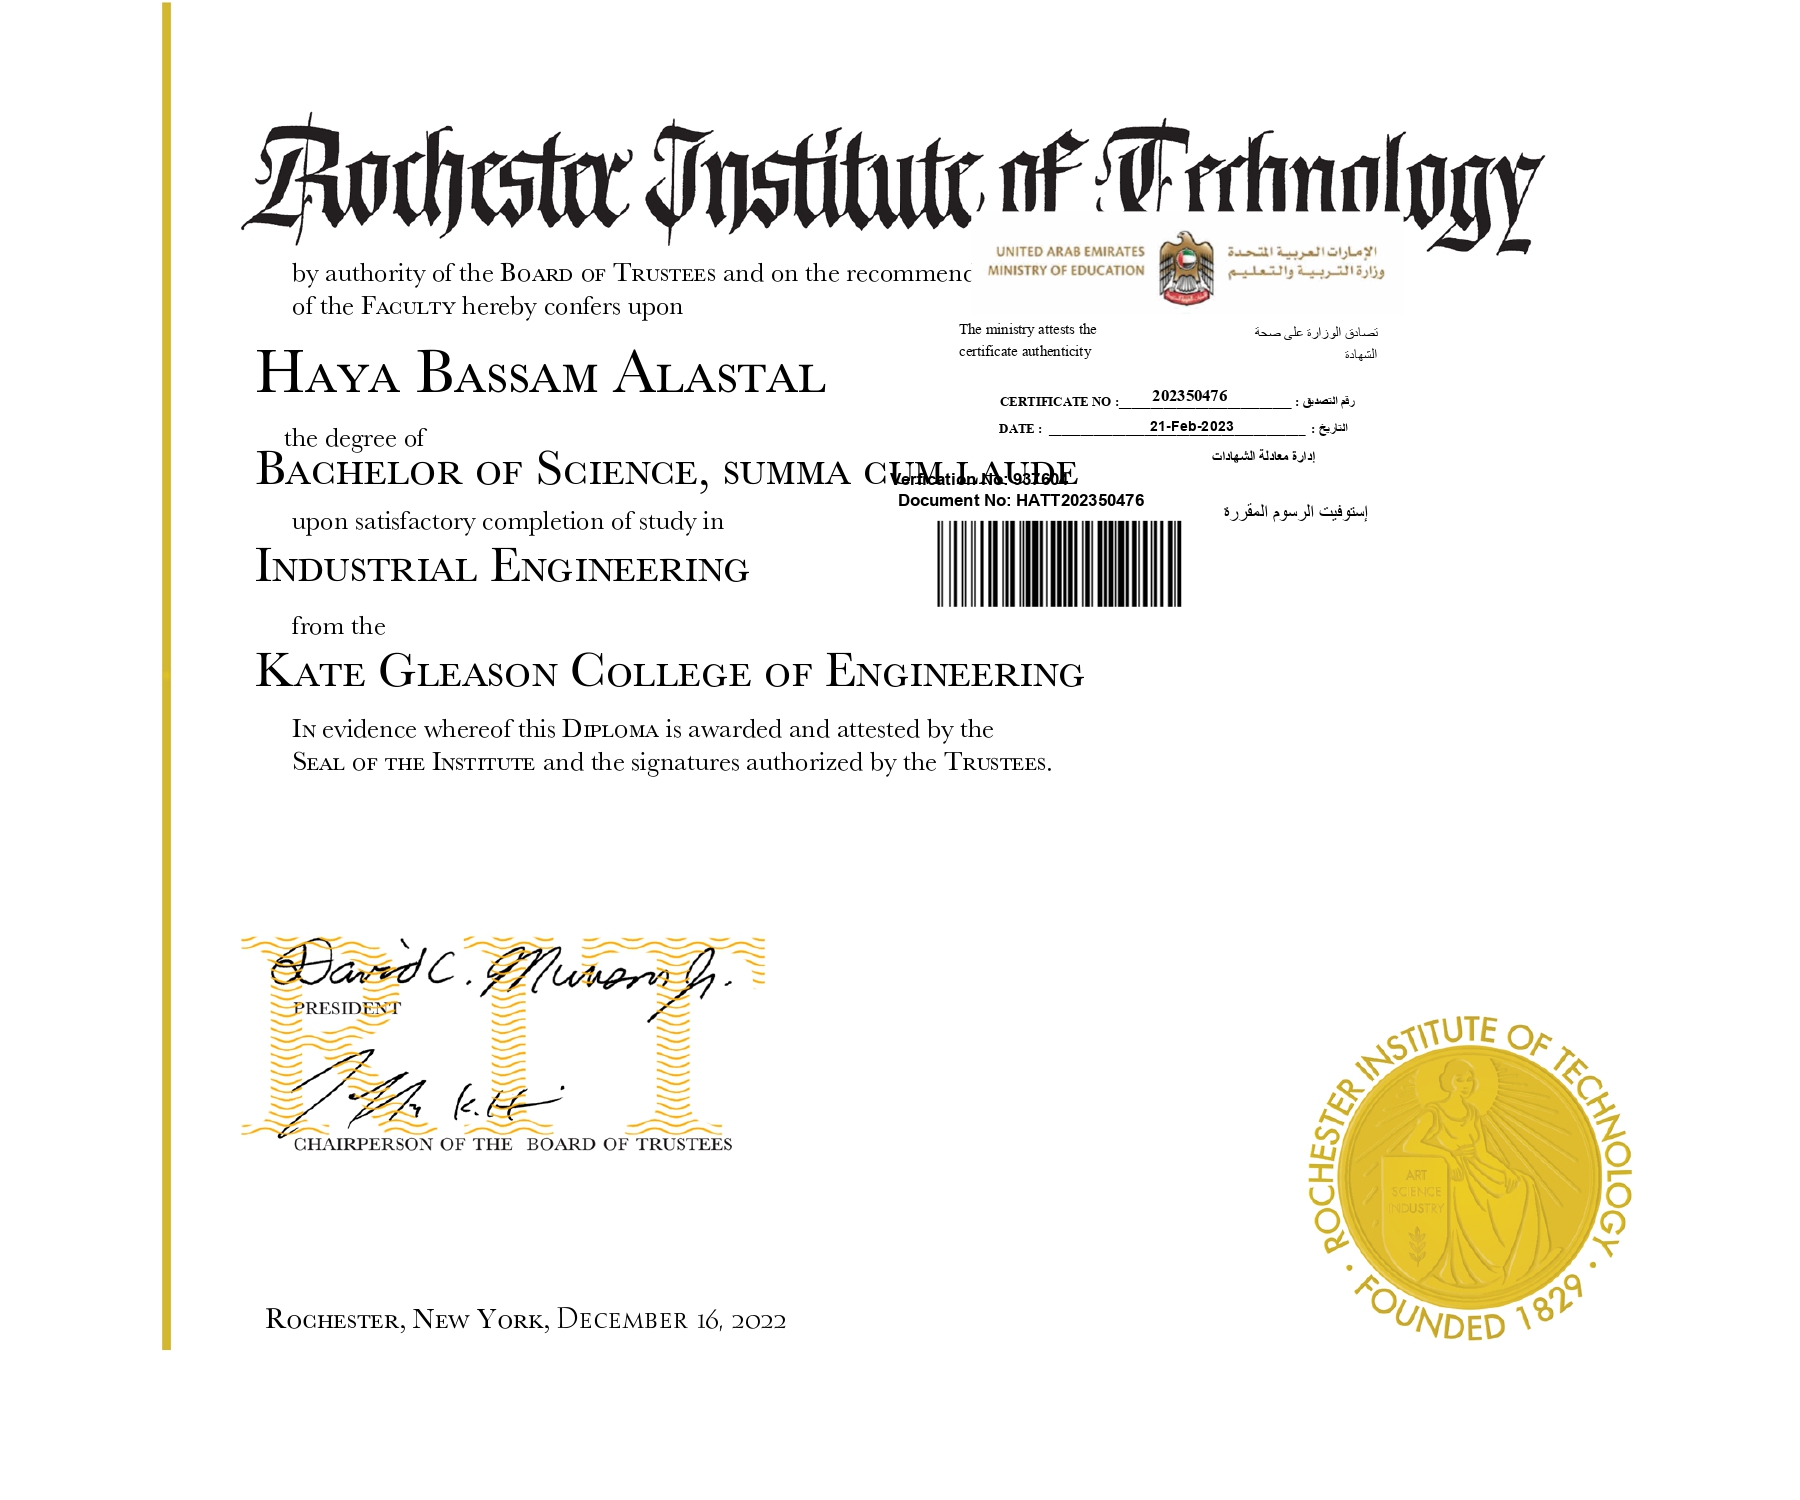 Rochester Institute of Technology
by authority of the Board of Trustees and on the recommend
of the Faculty hereby confers upon
Haya Bassam Alastal
the degree of
Bachelor of Science, summa cum laude
upon satisfactory completion of study in
Industrial Engineering
from the
Kate Gleason College of Engineering
In evidence whereof this Diploma is awarded and attested by the
Seal of the Institute and the signatures authorized by the Trustees.
UNITED ARAB EMIRATES
MINISTRY OF EDUCATION
الإمارات العربية المتحدة
وزارة التربية والتعليم
The ministry attests the
certificate authenticity
تصادق الوزارة على صحة
الشهادة
CERTIFICATE NO : 202350476 : رقم التصديق
DATE : 21-Feb-2023 : التاريخ
إدارة معادلة الشهادات
Verfication No: 937604
Document No: HATT202350476
إستوفيت الرسوم المقررة
RIT
David C. Munson Jr.
PRESIDENT
CHAIRPERSON OF THE BOARD OF TRUSTEES
Rochester, New York, December 16, 2022
ROCHESTER INSTITUTE OF TECHNOLOGY
ART
SCIENCE
INDUSTRY
FOUNDED 1829